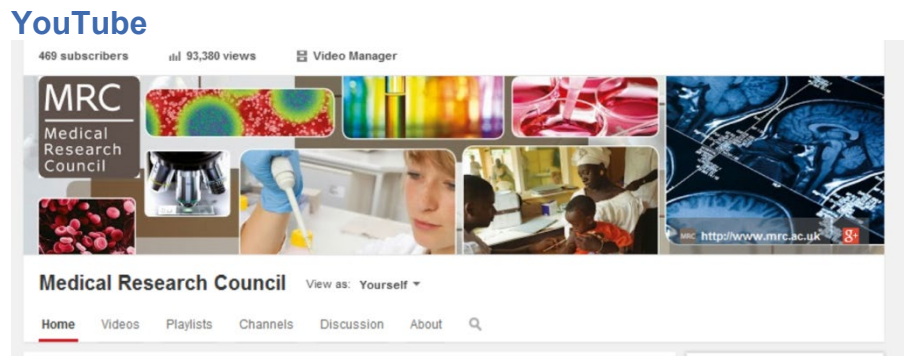 YouTube
469 subscribers 93,380 views Video Manager
MRC
Medical
Research
Council
MRC http://www.mrc.ac.uk g+
Medical Research Council View as: Yourself
Home Videos Playlists Channels Discussion About